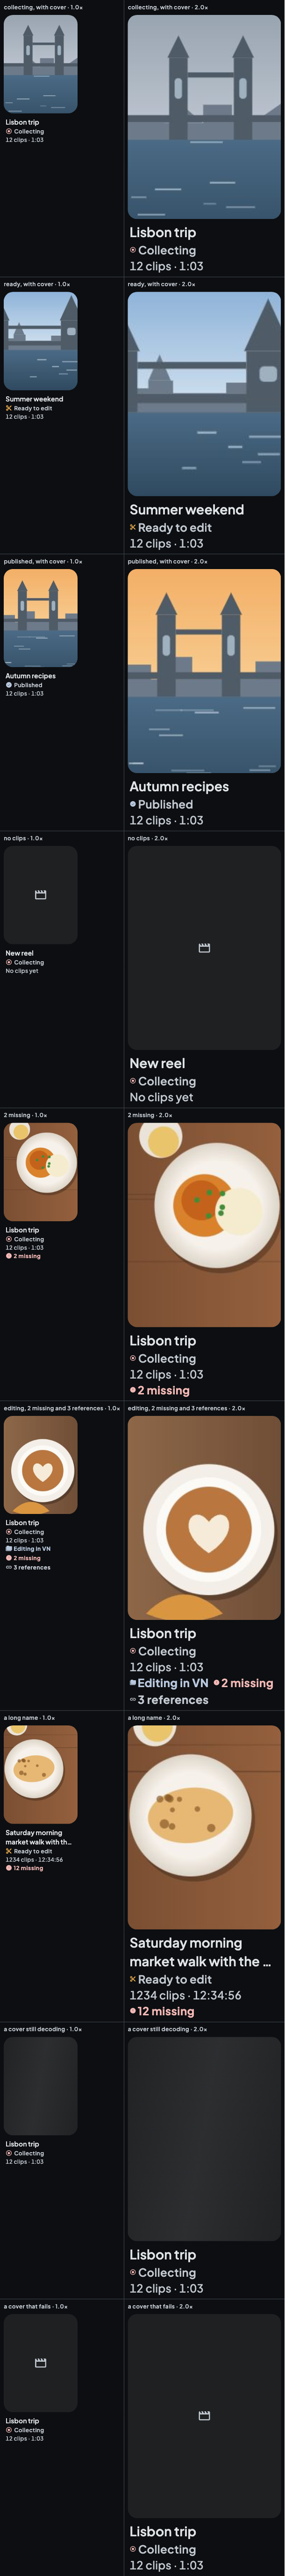 collecting, with cover · 1.0×
Lisbon trip
Collecting
12 clips · 1:03
collecting, with cover · 2.0×
Lisbon trip
Collecting
12 clips · 1:03
ready, with cover · 1.0×
Summer weekend
Ready to edit
12 clips · 1:03
ready, with cover · 2.0×
Summer weekend
Ready to edit
12 clips · 1:03
published, with cover · 1.0×
Autumn recipes
Published
12 clips · 1:03
published, with cover · 2.0×
Autumn recipes
Published
12 clips · 1:03
no clips · 1.0×
New reel
Collecting
No clips yet
no clips · 2.0×
New reel
Collecting
No clips yet
2 missing · 1.0×
Lisbon trip
Collecting
12 clips · 1:03
2 missing
2 missing · 2.0×
Lisbon trip
Collecting
12 clips · 1:03
2 missing
editing, 2 missing and 3 references · 1.0×
Lisbon trip
Collecting
12 clips · 1:03
Editing in VN
2 missing
3 references
editing, 2 missing and 3 references · 2.0×
Lisbon trip
Collecting
12 clips · 1:03
Editing in VN 2 missing
3 references
a long name · 1.0×
Saturday morning
market walk with th…
Ready to edit
1234 clips · 12:34:56
12 missing
a long name · 2.0×
Saturday morning
market walk with the …
Ready to edit
1234 clips · 12:34:56
12 missing
a cover still decoding · 1.0×
Lisbon trip
Collecting
12 clips · 1:03
a cover still decoding · 2.0×
Lisbon trip
Collecting
12 clips · 1:03
a cover that fails · 1.0×
Lisbon trip
Collecting
12 clips · 1:03
a cover that fails · 2.0×
Lisbon trip
Collecting
12 clips · 1:03